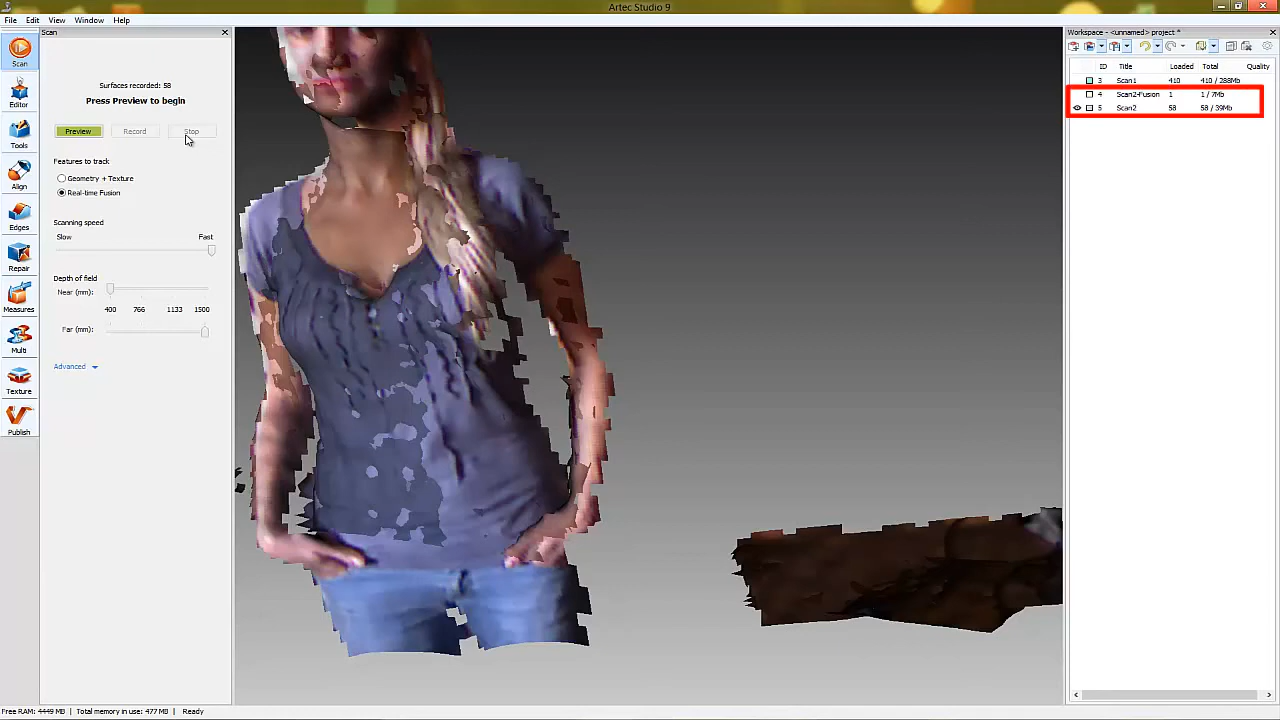 Artec Studio 9
File Edit View Window Help
Scan
Editor
Tools
Align
Edges
Repair
Measures
Multi
Texture
Publish
Scan
Surfaces recorded: 58
Press Preview to begin
Preview Record Stop
Features to track
Geometry + Texture
Real-time Fusion
Scanning speed
Slow Fast
Depth of field
Near (mm):
400 766 1133 1500
Far (mm):
Advanced
Workspace - <unnamed> project *
ID Title Loaded Total Quality
3 Scan1 410 410 / 288Mb
4 Scan2-Fusion 1 1 / 7Mb
5 Scan2 58 58 / 39Mb
Free RAM: 4449 MB | Total memory in use: 477 MB | Ready